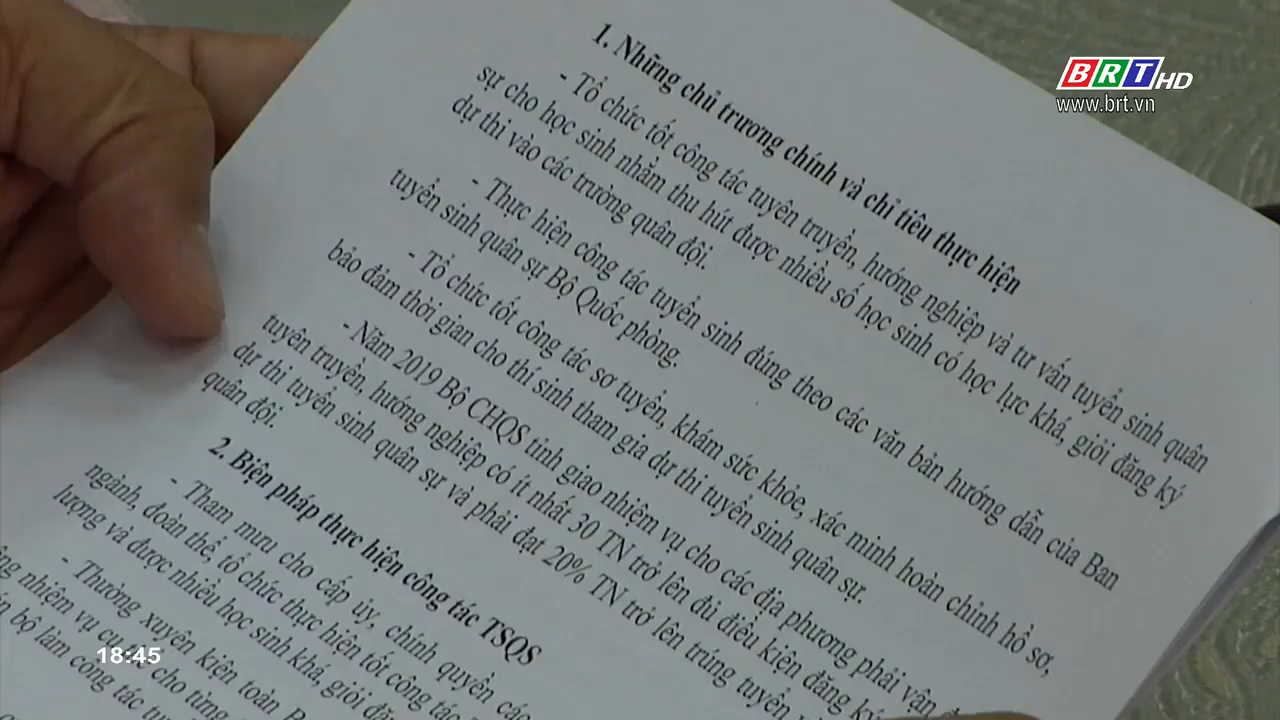 BRT HD
www.brt.vn
1. Những chủ trương chính và chỉ tiêu thực hiện
- Tổ chức tốt công tác tuyên truyền, hướng nghiệp và tư vấn tuyển sinh quân
sự cho học sinh nhằm thu hút được nhiều số học sinh có học lực khá, giỏi đăng ký
dự thi vào các trường quân đội.
- Thực hiện công tác tuyển sinh đúng theo các văn bản hướng dẫn của Ban
tuyển sinh quân sự Bộ Quốc phòng.
- Tổ chức tốt công tác sơ tuyển, khám sức khỏe, xác minh hoàn chỉnh hồ sơ,
bảo đảm thời gian cho thí sinh tham gia dự thi tuyển sinh quân sự.
- Năm 2019 Bộ CHQS tỉnh giao nhiệm vụ cho các địa phương phải vận
tuyên truyền, hướng nghiệp có ít nhất 30 TN trở lên đủ điều kiện đăng ký
dự thi tuyển sinh quân sự và phải đạt 20% TN trở lên trúng tuyển
quân đội.
2. Biện pháp thực hiện công tác TSQS
- Tham mưu cho cấp ủy, chính quyền các
ngành, đoàn thể, tổ chức thực hiện tốt công tác
lượng và được nhiều học sinh khá, giỏi
- Thường xuyên kiện toàn
nhiệm vụ cụ thể cho từng
bộ làm công tác
18:45